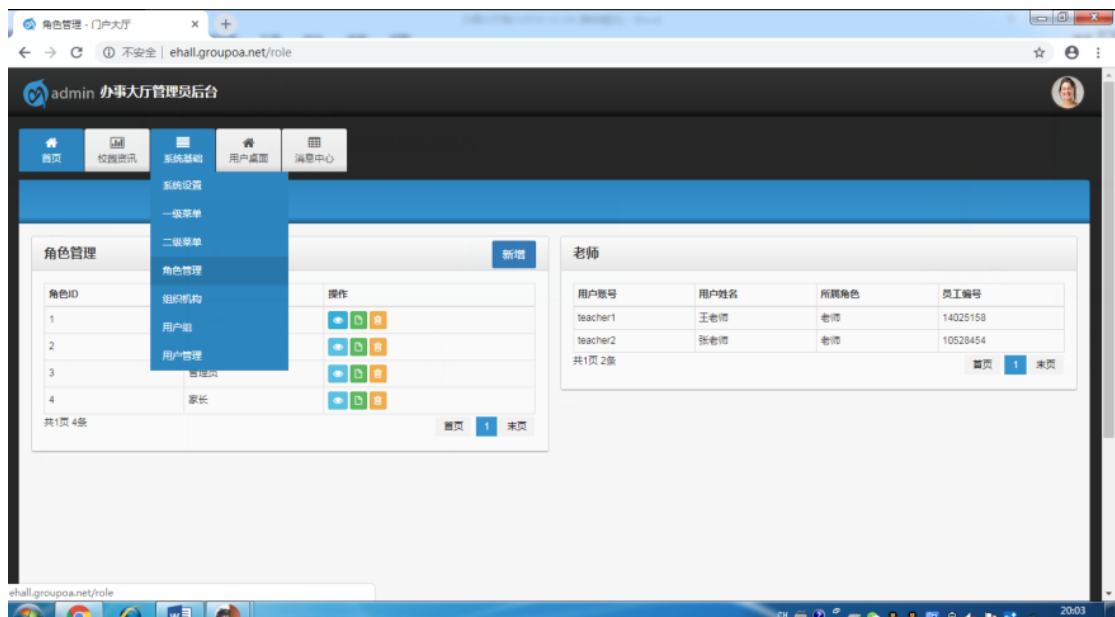 角色管理 - 门户大厅
不安全 | ehall.groupoa.net/role
admin 办事大厅管理员后台
首页 校园资讯 系统基础 用户桌面 消息中心
系统设置
一级菜单
二级菜单
角色管理
组织机构
用户组
用户管理
角色管理 新增
角色ID 操作
1
2
3 管理员
4 家长
共1页 4条 首页 1 末页
老师
用户账号 用户姓名 所属角色 员工编号
teacher1 王老师 老师 14025158
teacher2 张老师 老师 10528454
共1页 2条 首页 1 末页
ehall.groupoa.net/role
CH 20:03